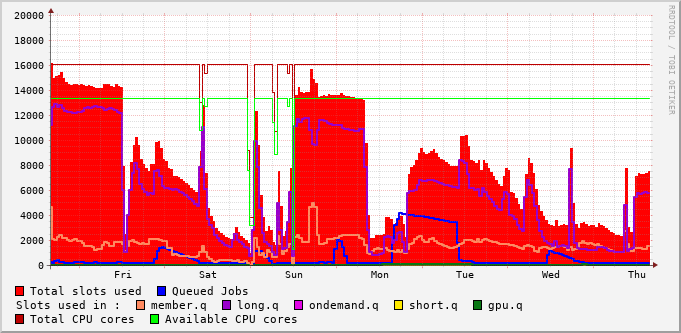 20000
18000
16000
14000
12000
10000
8000
6000
4000
2000
0
Fri Sat Sun Mon Tue Wed Thu
RRDTOOL / TOBI OETIKER
Total slots used Queued Jobs
Slots used in : member.q long.q ondemand.q short.q gpu.q
Total CPU cores Available CPU cores